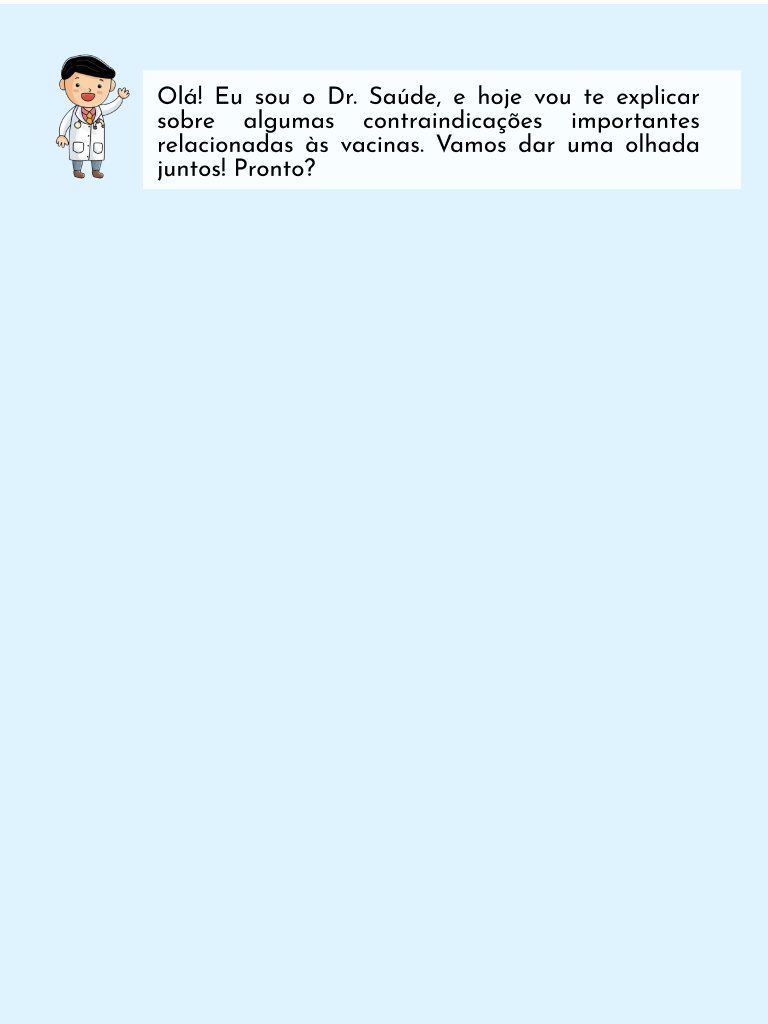 Olá! Eu sou o Dr. Saúde, e hoje vou te explicar
sobre algumas contraindicações importantes
relacionadas às vacinas. Vamos dar uma olhada
juntos! Pronto?